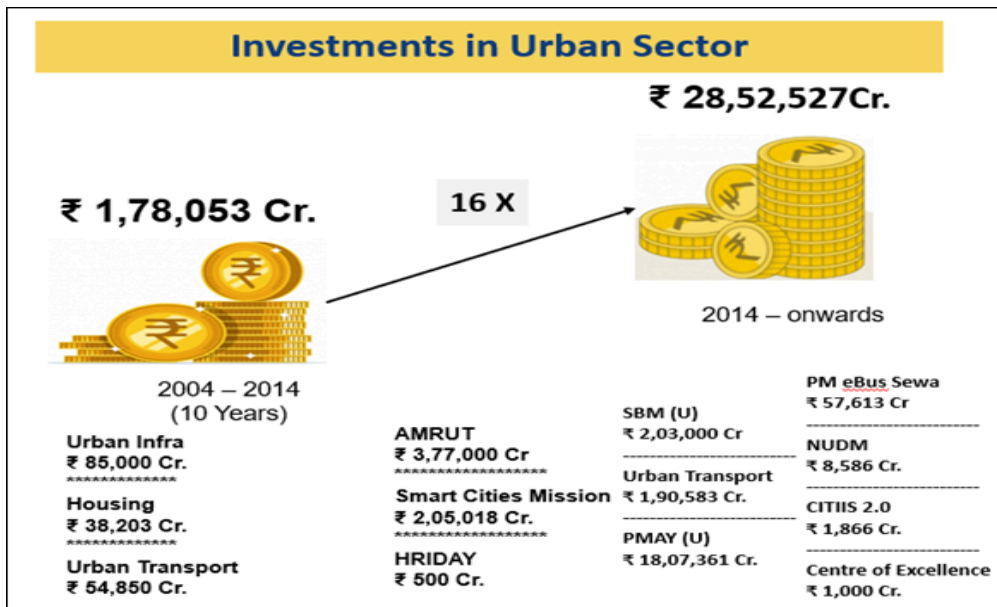 Investments in Urban Sector
₹ 28,52,527Cr.
₹ 1,78,053 Cr.
16 X
2014 – onwards
2004 – 2014
(10 Years)
Urban Infra
₹ 85,000 Cr.
*************
Housing
₹ 38,203 Cr.
*************
Urban Transport
₹ 54,850 Cr.
AMRUT
₹ 3,77,000 Cr
******************
Smart Cities Mission
₹ 2,05,018 Cr.
******************
HRIDAY
₹ 500 Cr.
SBM (U)
₹ 2,03,000 Cr
----------------------------
Urban Transport
₹ 1,90,583 Cr.
----------------------------
PMAY (U)
₹ 18,07,361 Cr.
PM eBus Sewa
₹ 57,613 Cr
----------------------------
NUDM
₹ 8,586 Cr.
----------------------------
CITIIS 2.0
₹ 1,866 Cr.
----------------------------
Centre of Excellence
₹ 1,000 Cr.